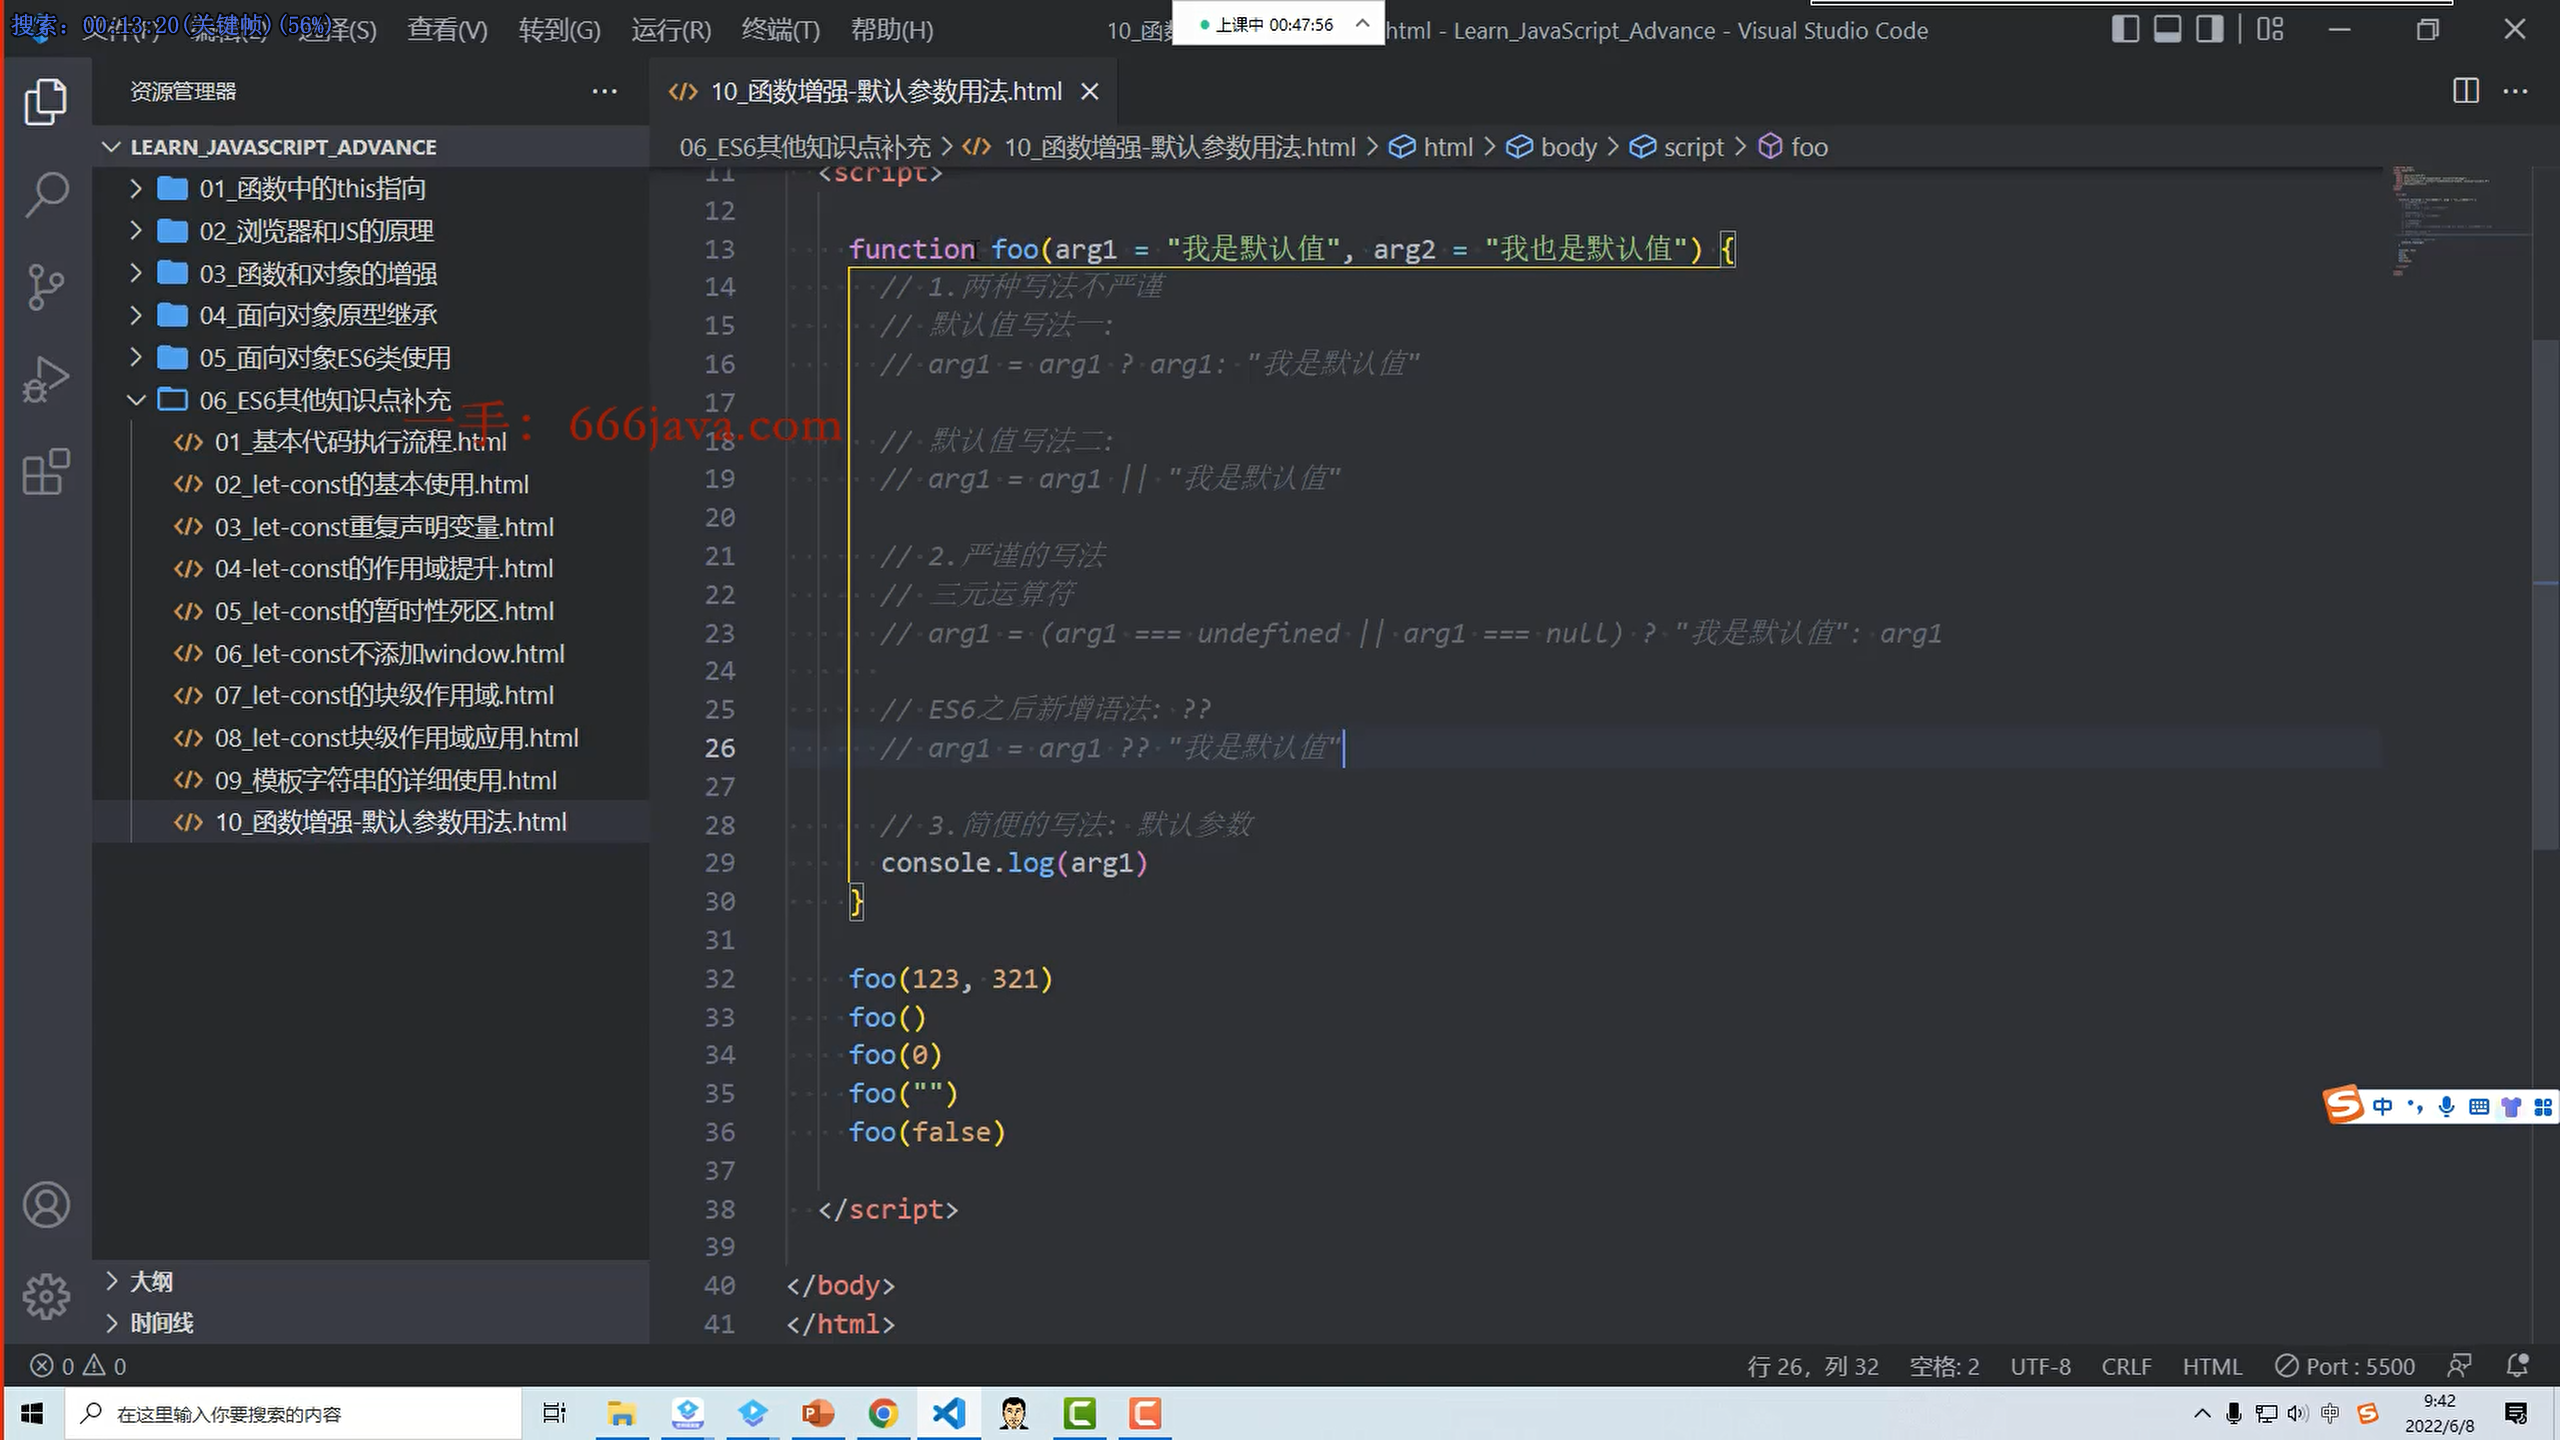 搜索: 00:13:20(关键帧)(56%)
查看(V) 转到(G) 运行(R) 终端(T) 帮助(H)
上课中 00:47:56
html - Learn_JavaScript_Advance - Visual Studio Code
资源管理器
10_函数增强-默认参数用法.html
LEARN_JAVASCRIPT_ADVANCE
06_ES6其他知识点补充 > 10_函数增强-默认参数用法.html > html > body > script > foo
01_函数中的this指向
02_浏览器和JS的原理
03_函数和对象的增强
04_面向对象原型继承
05_面向对象ES6类使用
06_ES6其他知识点补充
01_基本代码执行流程.html
02_let-const的基本使用.html
03_let-const重复声明变量.html
04-let-const的作用域提升.html
05_let-const的暂时性死区.html
06_let-const不添加window.html
07_let-const的块级作用域.html
08_let-const块级作用域应用.html
09_模板字符串的详细使用.html
10_函数增强-默认参数用法.html
一手： 666java.com
大纲
时间线
11 <script>
12
13 function foo(arg1 = "我是默认值", arg2 = "我也是默认值") {
14 // 1.两种写法不严谨
15 // 默认值写法一:
16 // arg1 = arg1 ? arg1: "我是默认值"
17
18 // 默认值写法二:
19 // arg1 = arg1 || "我是默认值"
20
21 // 2.严谨的写法
22 // 三元运算符
23 // arg1 = (arg1 === undefined || arg1 === null) ? "我是默认值": arg1
24
25 // ES6之后新增语法: ??
26 // arg1 = arg1 ?? "我是默认值"
27
28 // 3.简便的写法: 默认参数
29 console.log(arg1)
30 }
31
32 foo(123, 321)
33 foo()
34 foo(0)
35 foo("")
36 foo(false)
37
38 </script>
39
40 </body>
41 </html>
中
0 0
行 26，列 32 空格: 2 UTF-8 CRLF HTML Port : 5500
在这里输入你要搜索的内容
中
9:42
2022/6/8